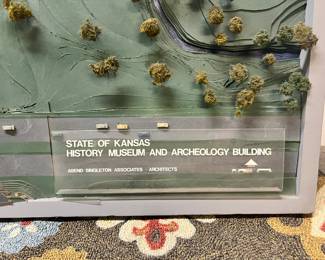 STATE OF KANSAS
HISTORY MUSEUM AND ARCHEOLOGY BUILDING
ABEND SINGLETON ASSOCIATES - ARCHITECTS